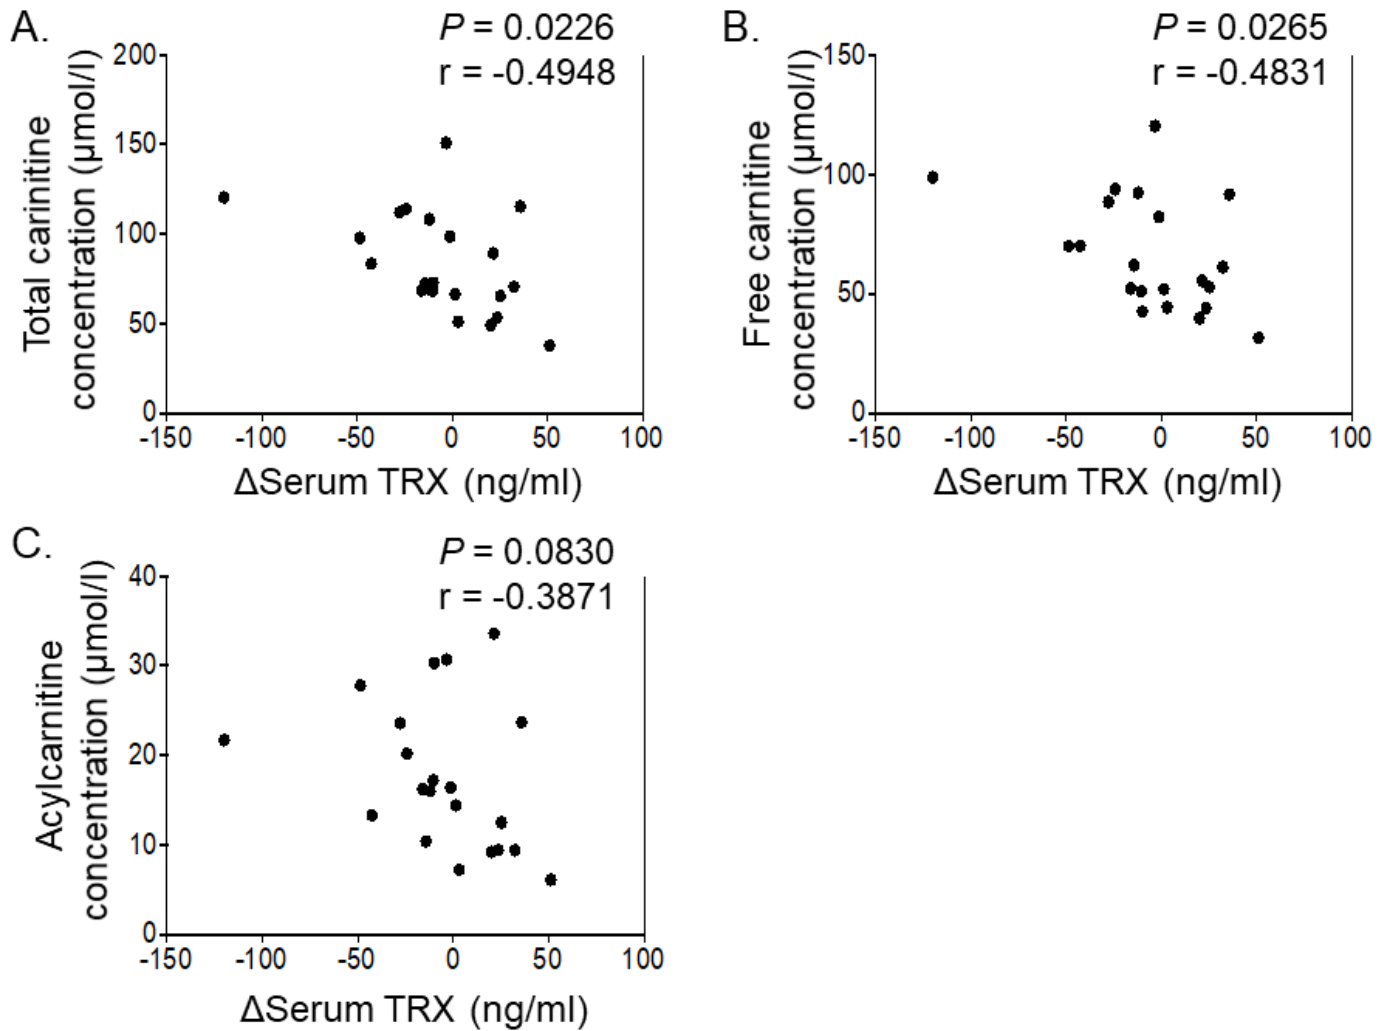 A.
P = 0.0226
r = -0.4948
Total carinitine
concentration (µmol/l)
200
150
100
50
0
-150 -100 -50 0 50 100
ΔSerum TRX (ng/ml)
B.
P = 0.0265
r = -0.4831
Free carnitine
concentration (µmol/l)
150
100
50
0
-150 -100 -50 0 50 100
ΔSerum TRX (ng/ml)
C.
P = 0.0830
r = -0.3871
Acylcarnitine
concentration (µmol/l)
40
30
20
10
0
-150 -100 -50 0 50 100
ΔSerum TRX (ng/ml)